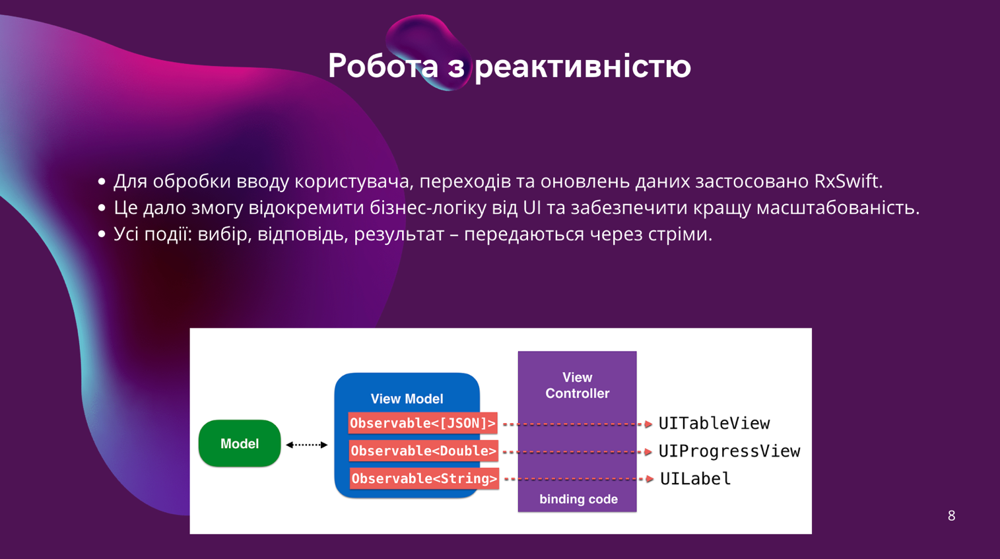 Робота з реактивністю
• Для обробки вводу користувача, переходів та оновлень даних застосовано RxSwift.
• Це дало змогу відокремити бізнес-логіку від UI та забезпечити кращу масштабованість.
• Усі події: вибір, відповідь, результат – передаються через стріми.
Model
View Model
Observable<[JSON]>
Observable<Double>
Observable<String>
View
Controller
binding code
UITableView
UIProgressView
UILabel
8